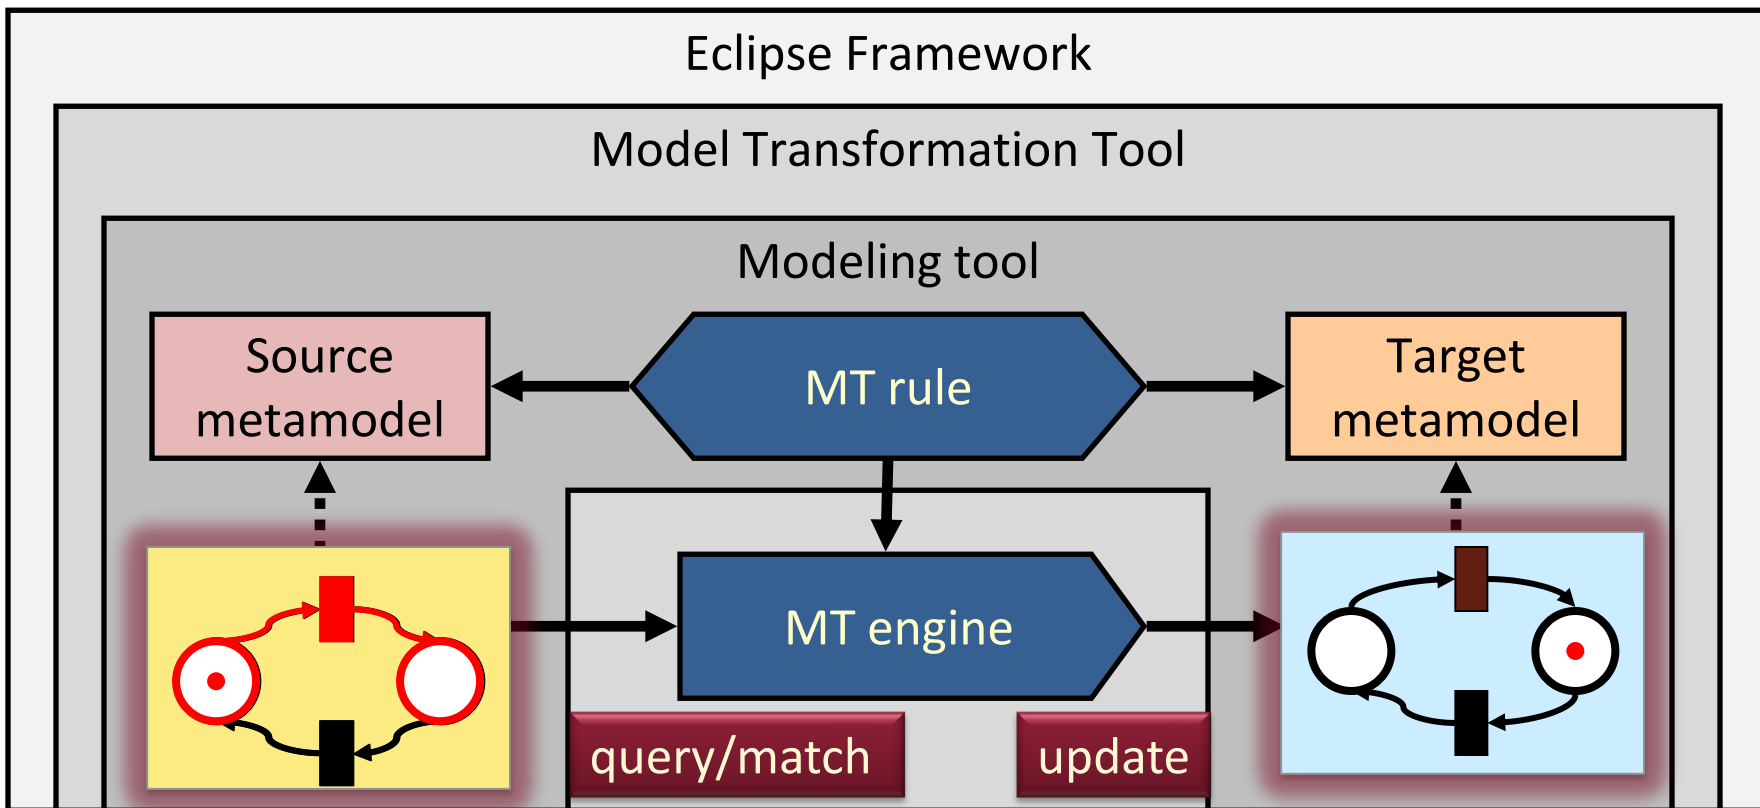 Eclipse Framework
Model Transformation Tool
Modeling tool
Source
metamodel
MT rule
Target
metamodel
MT engine
query/match
update